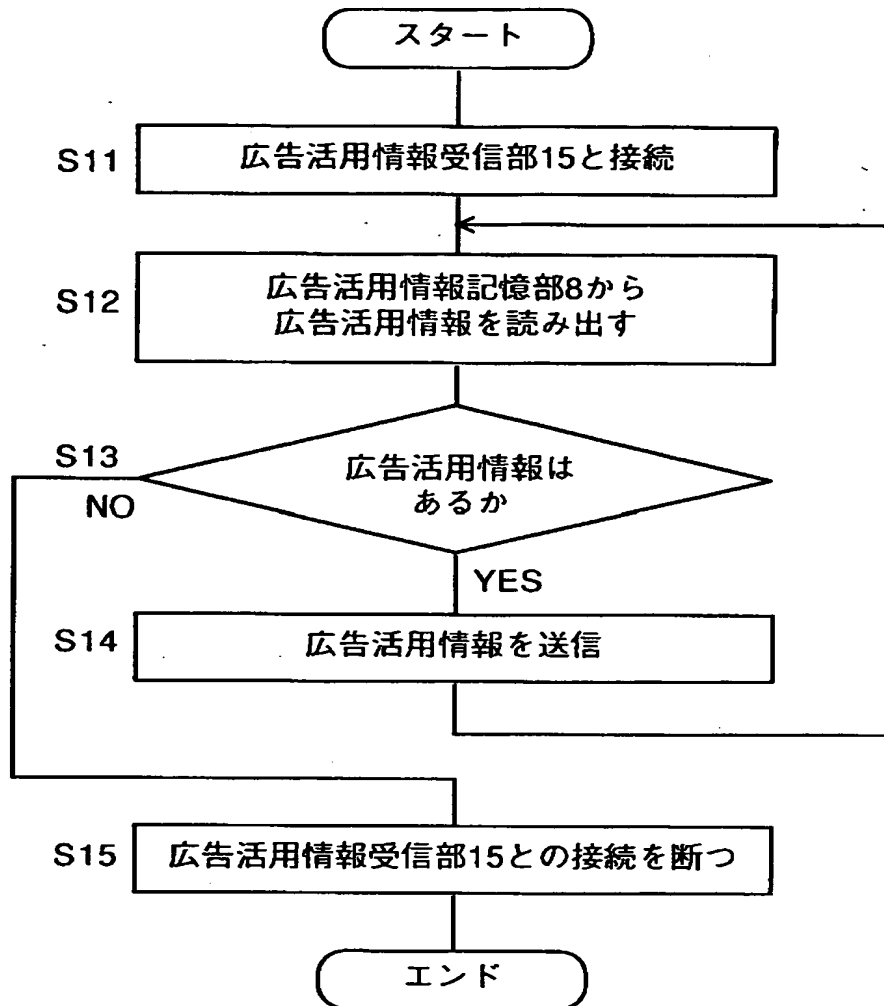 スタート
S11
広告活用情報受信部15と接続
S12
広告活用情報記憶部8から
広告活用情報を読み出す
S13
広告活用情報は
あるか
NO
YES
S14
広告活用情報を送信
S15
広告活用情報受信部15との接続を断つ
エンド